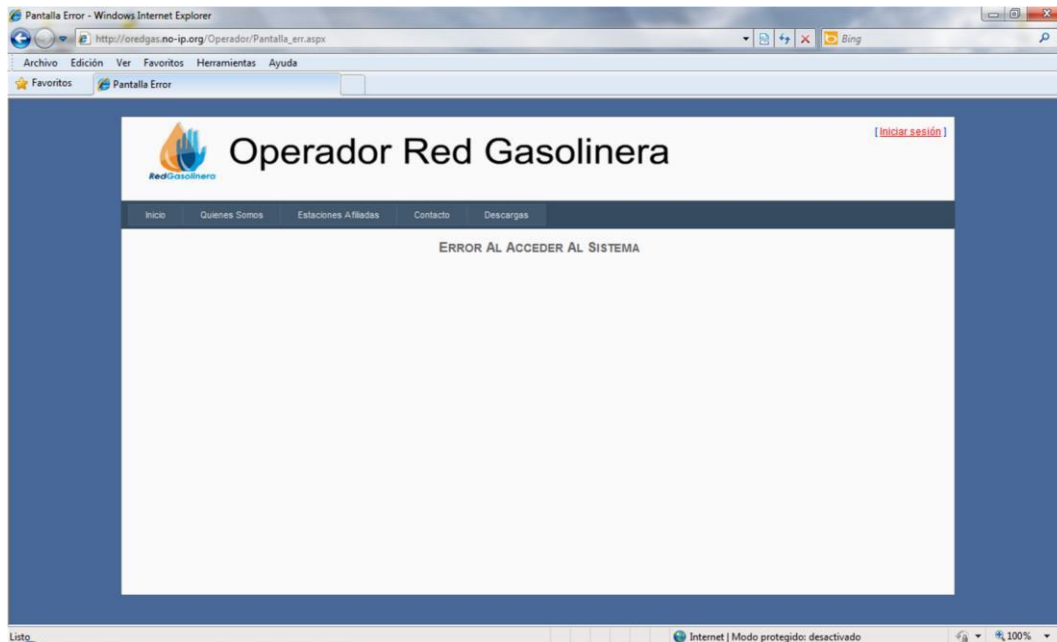 Pantalla Error - Windows Internet Explorer
http://oredgas.no-ip.org/Operador/Pantalla_err.aspx
Bing
Archivo Edición Ver Favoritos Herramientas Ayuda
Favoritos
Pantalla Error
RedGasolinera
Operador Red Gasolinera
[ Iniciar sesión ]
Inicio Quienes Somos Estaciones Afiliadas Contacto Descargas
ERROR AL ACCEDER AL SISTEMA
Listo
Internet | Modo protegido: desactivado
100%